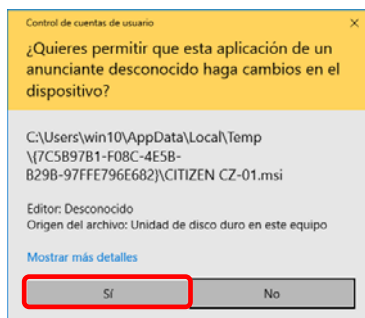 Control de cuentas de usuario
¿Quieres permitir que esta aplicación de un
anunciante desconocido haga cambios en el
dispositivo?
C:\Users\win10\AppData\Local\Temp
\{7C5B97B1-F08C-4E5B-
B29B-97FFE796E682}\CITIZEN CZ-01.msi
Editor: Desconocido
Origen del archivo: Unidad de disco duro en este equipo
Mostrar más detalles
Sí
No